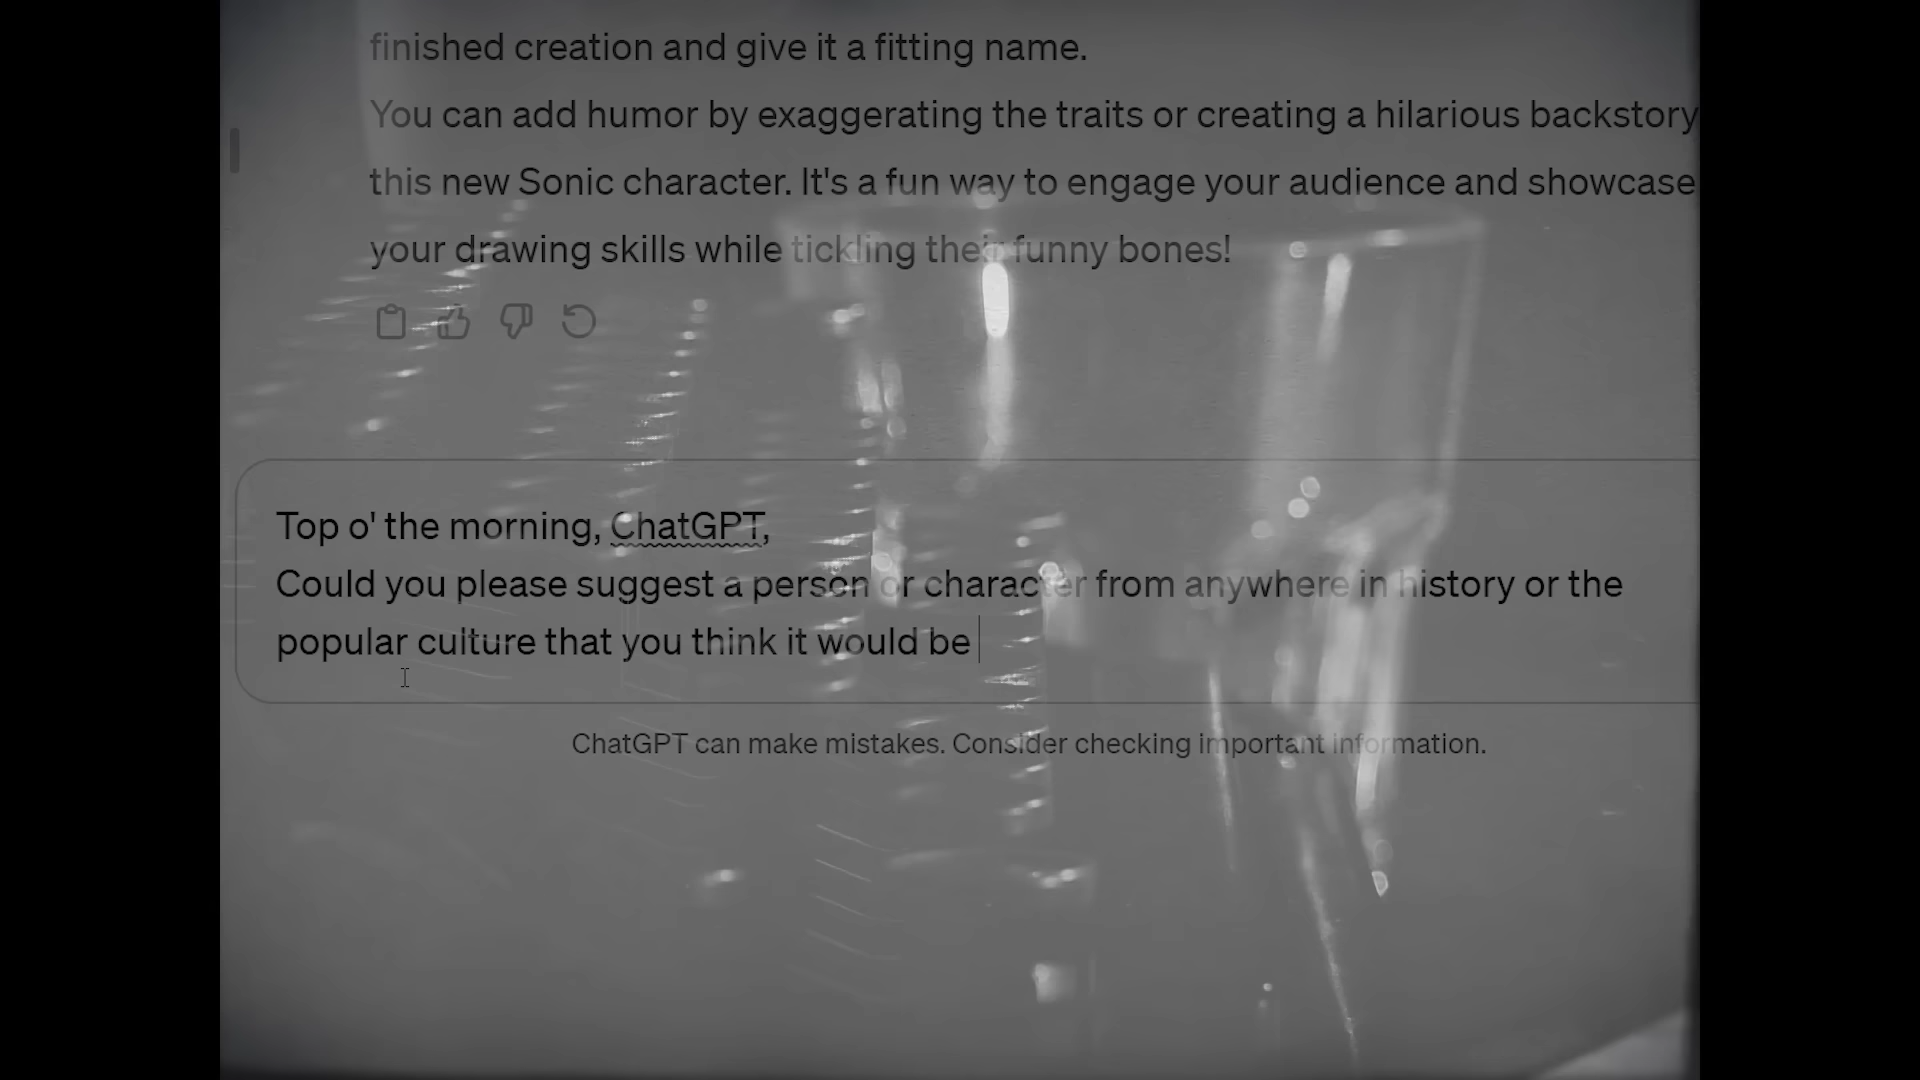 finished creation and give it a fitting name.
You can add humor by exaggerating the traits or creating a hilarious backstory
this new Sonic character. It's a fun way to engage your audience and showcase
your drawing skills while tickling their funny bones!
Top o' the morning, ChatGPT,
Could you please suggest a person or character from anywhere in history or the
popular culture that you think it would be
ChatGPT can make mistakes. Consider checking important information.